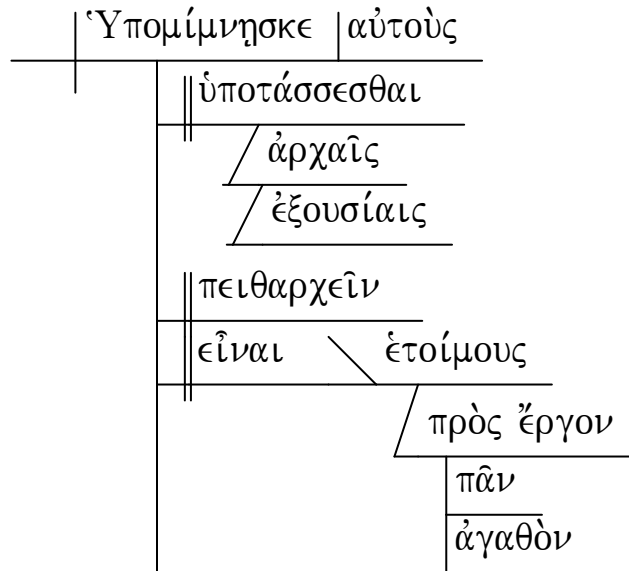 Ὑπομίμνῃσκε αὐτοὺς
ὑποτάσσεσθαι
ἀρχαῖς
ἐξουσίαις
πειθαρχεῖν
εἶναι ἑτοίμους
πρὸς ἔργον
πᾶν
ἀγαθὸν